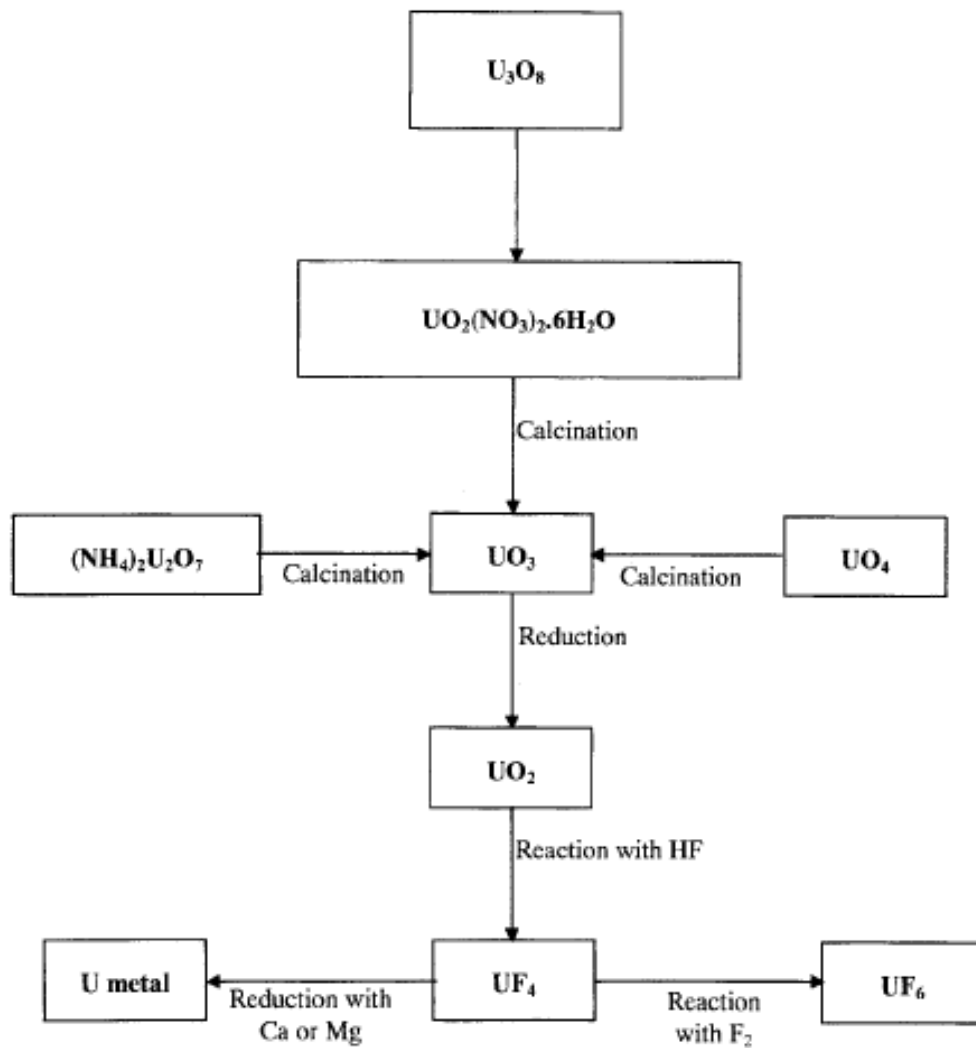 U₃O₈
UO₂(NO₃)₂.6H₂O
Calcination
(NH₄)₂U₂O₇
Calcination
UO₃
Calcination
UO₄
Reduction
UO₂
Reaction with HF
U metal
Reduction with
Ca or Mg
UF₄
Reaction
with F₂
UF₆